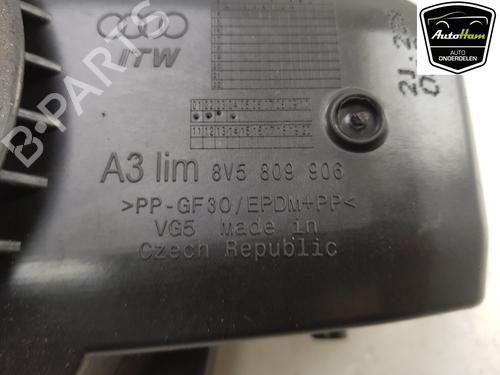 AutoHam
AUTO
ONDERDELEN
ITW
B-PARTS
A3 lim 8V5 809 906
>PP-GF30/EPDM+PP<
VG5 Made in
Czech Republic